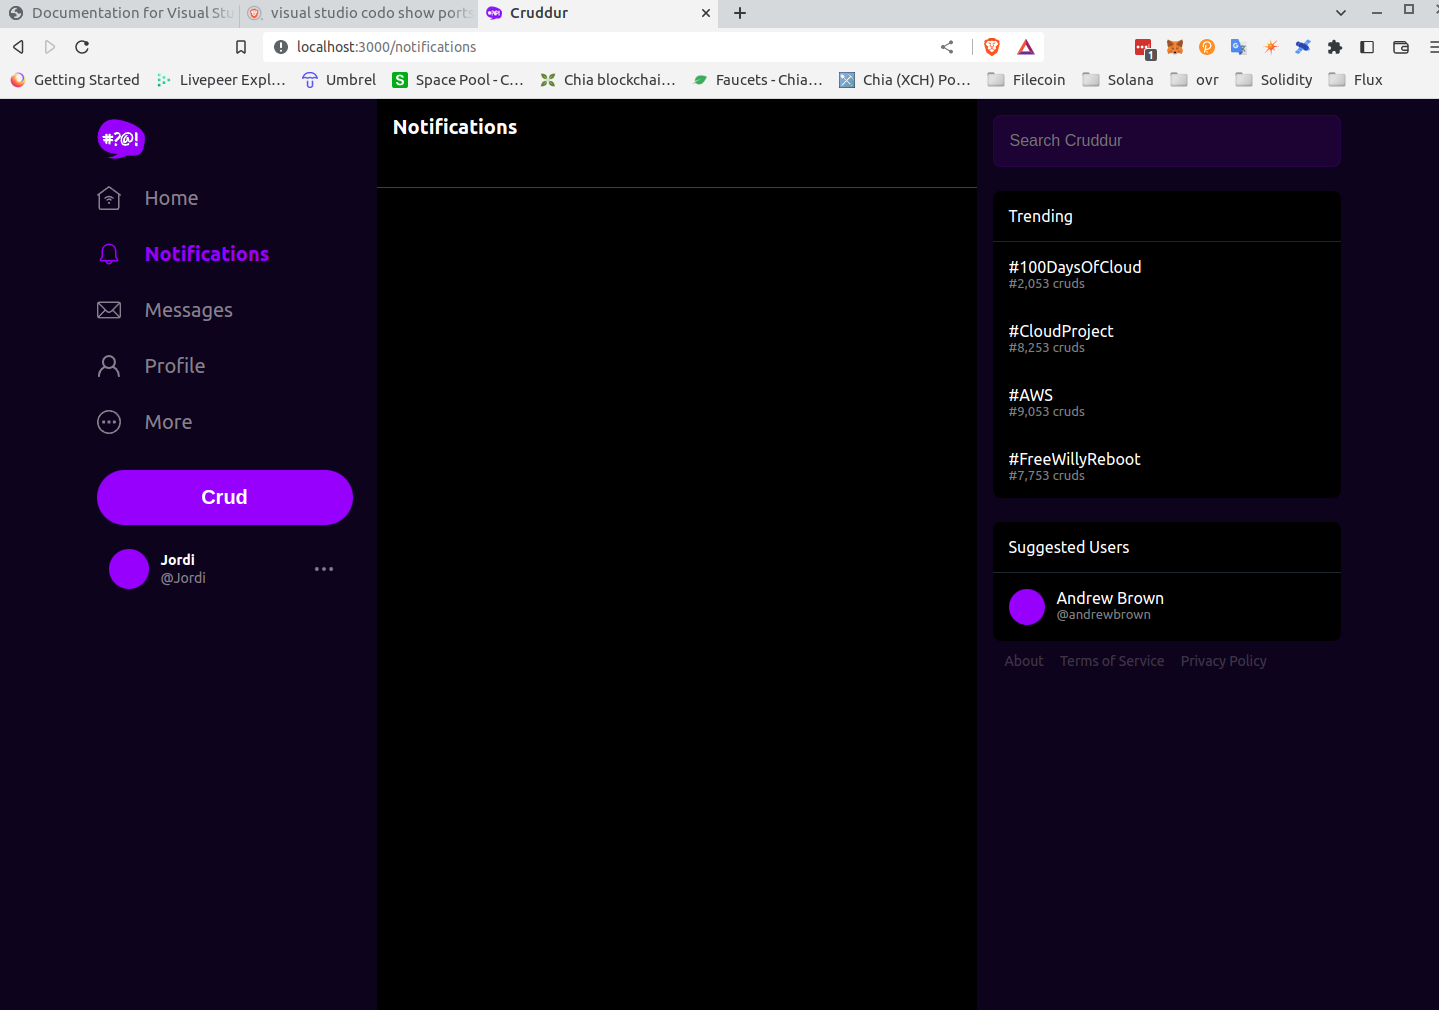 Documentation for Visual Stu
visual studio codo show ports
Cruddur
localhost:3000/notifications
1
Getting Started
Livepeer Expl...
Umbrel
S
Space Pool - C...
Chia blockchai...
Faucets - Chia...
Chia (XCH) Po...
Filecoin
Solana
ovr
Solidity
Flux
#?@!
Home
Notifications
Messages
Profile
More
Crud
Jordi
@Jordi
Notifications
Search Cruddur
Trending
#100DaysOfCloud
#2,053 cruds
#CloudProject
#8,253 cruds
#AWS
#9,053 cruds
#FreeWillyReboot
#7,753 cruds
Suggested Users
Andrew Brown
@andrewbrown
About Terms of Service Privacy Policy